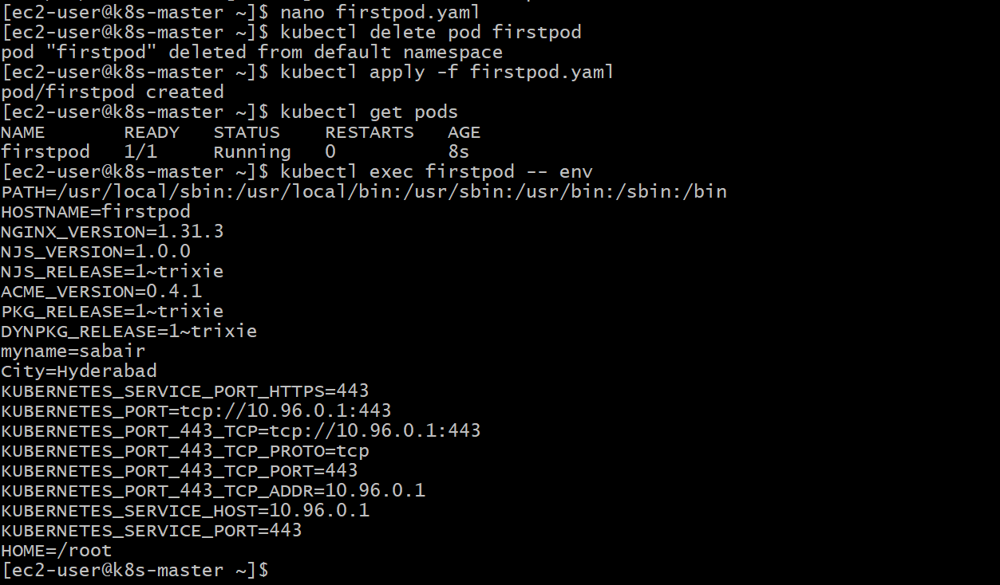 [ec2-user@k8s-master ~]$ nano firstpod.yaml
[ec2-user@k8s-master ~]$ kubectl delete pod firstpod
pod "firstpod" deleted from default namespace
[ec2-user@k8s-master ~]$ kubectl apply -f firstpod.yaml
pod/firstpod created
[ec2-user@k8s-master ~]$ kubectl get pods
NAME       READY   STATUS    RESTARTS   AGE
firstpod   1/1     Running   0          8s
[ec2-user@k8s-master ~]$ kubectl exec firstpod -- env
PATH=/usr/local/sbin:/usr/local/bin:/usr/sbin:/usr/bin:/sbin:/bin
HOSTNAME=firstpod
NGINX_VERSION=1.31.3
NJS_VERSION=1.0.0
NJS_RELEASE=1~trixie
ACME_VERSION=0.4.1
PKG_RELEASE=1~trixie
DYNPKG_RELEASE=1~trixie
myname=sabair
City=Hyderabad
KUBERNETES_SERVICE_PORT_HTTPS=443
KUBERNETES_PORT=tcp://10.96.0.1:443
KUBERNETES_PORT_443_TCP=tcp://10.96.0.1:443
KUBERNETES_PORT_443_TCP_PROTO=tcp
KUBERNETES_PORT_443_TCP_PORT=443
KUBERNETES_PORT_443_TCP_ADDR=10.96.0.1
KUBERNETES_SERVICE_HOST=10.96.0.1
KUBERNETES_SERVICE_PORT=443
HOME=/root
[ec2-user@k8s-master ~]$